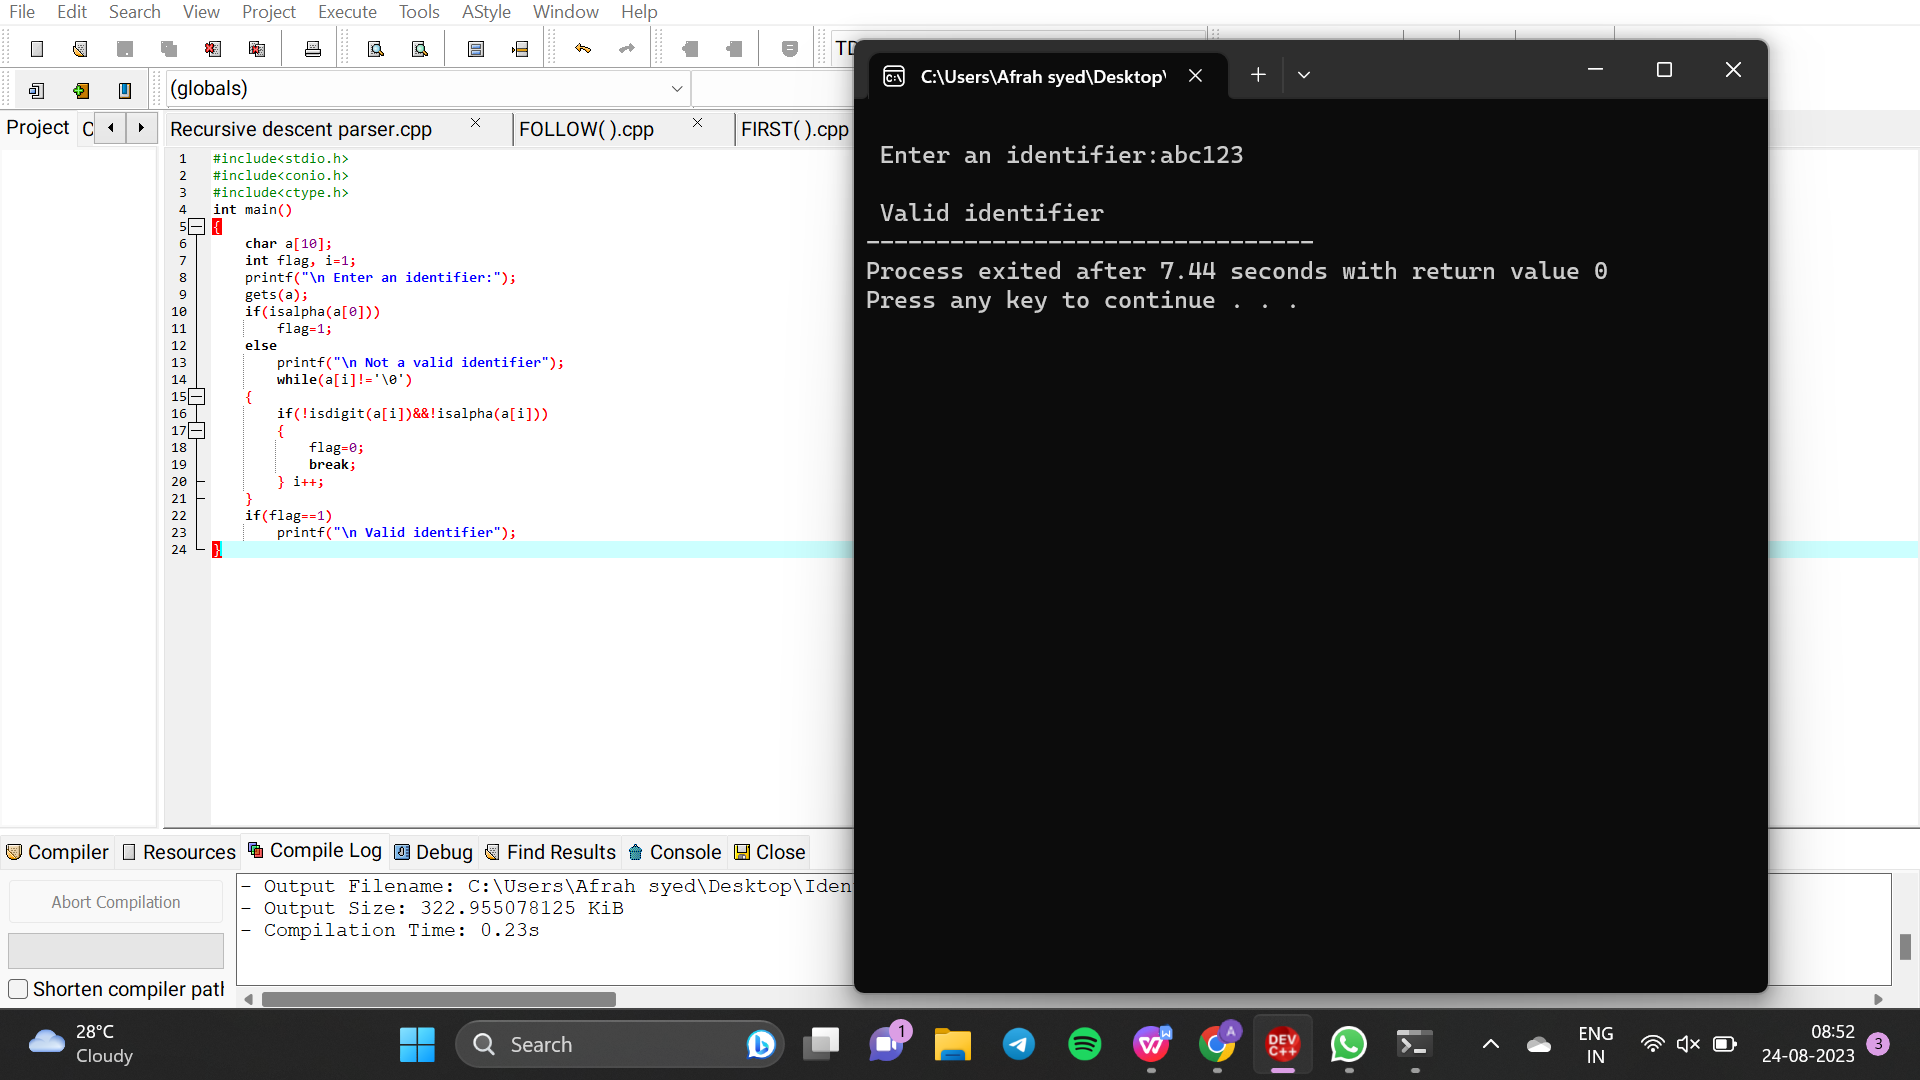 File Edit Search View Project Execute Tools AStyle Window Help
(globals)
Project
Recursive descent parser.cpp
FOLLOW( ).cpp
FIRST( ).cpp
1 #include<stdio.h>
2 #include<conio.h>
3 #include<ctype.h>
4 int main()
5 {
6 char a[10];
7 int flag, i=1;
8 printf("\n Enter an identifier:");
9 gets(a);
10 if(isalpha(a[0]))
11 flag=1;
12 else
13 printf("\n Not a valid identifier");
14 while(a[i]!='\0')
15 {
16 if(!isdigit(a[i])&&!isalpha(a[i]))
17 {
18 flag=0;
19 break;
20 } i++;
21 }
22 if(flag==1)
23 printf("\n Valid identifier");
24 }
C:\Users\Afrah syed\Desktop\
Enter an identifier:abc123
Valid identifier
--------------------------------
Process exited after 7.44 seconds with return value 0
Press any key to continue . . .
Compiler Resources Compile Log Debug Find Results Console Close
Abort Compilation
Shorten compiler path
- Output Filename: C:\Users\Afrah syed\Desktop\Iden
- Output Size: 322.955078125 KiB
- Compilation Time: 0.23s
28°C
Cloudy
Search
1
A
DEV
C++
ENG
IN
08:52
24-08-2023
3